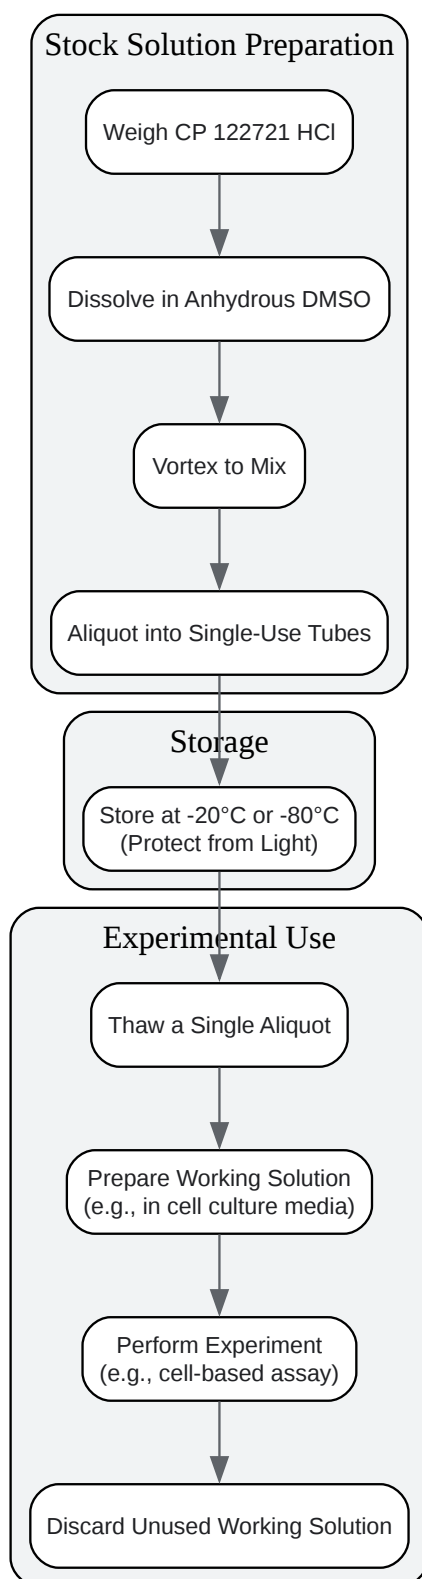 Stock Solution Preparation
Weigh CP 122721 HCl
Dissolve in Anhydrous DMSO
Vortex to Mix
Aliquot into Single-Use Tubes
Storage
Store at -20°C or -80°C
(Protect from Light)
Experimental Use
Thaw a Single Aliquot
Prepare Working Solution
(e.g., in cell culture media)
Perform Experiment
(e.g., cell-based assay)
Discard Unused Working Solution